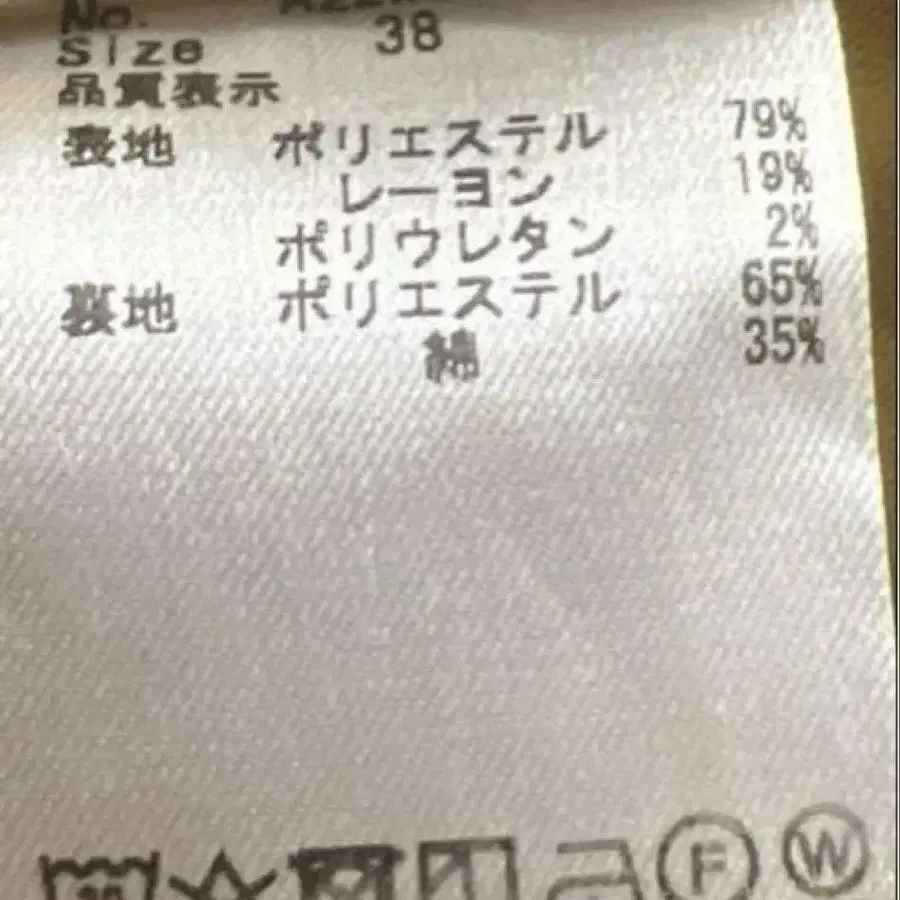 No.
Size 38
品質表示
表地 ポリエステル 79%
レーヨン 19%
ポリウレタン 2%
裏地 ポリエステル 65%
綿 35%
F W